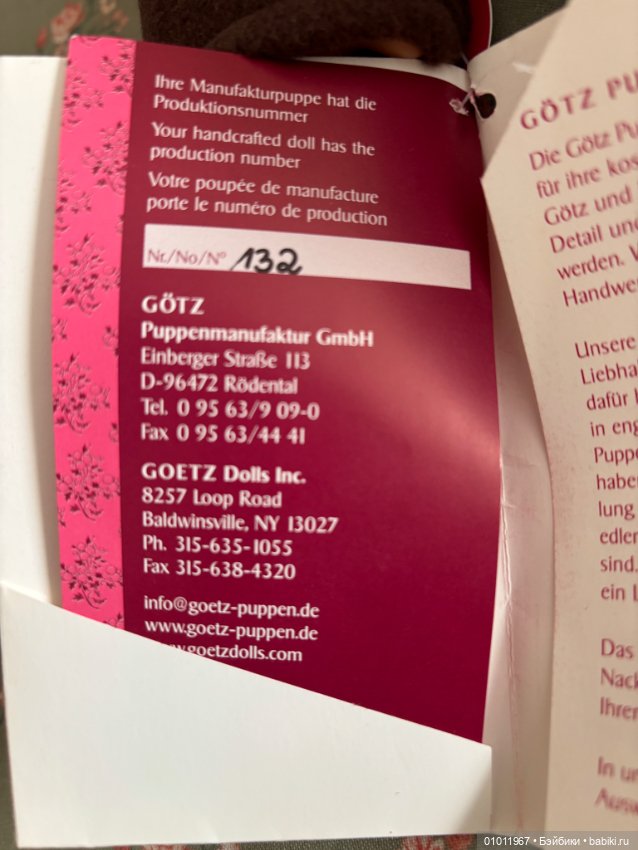 Ihre Manufakturpuppe hat die
Produktionsnummer
Your handcrafted doll has the
production number
Votre poupée de manufacture
porte le numéro de production
Nr./No/N° 132
GÖTZ
Puppenmanufaktur GmbH
Einberger Straße 113
D-96472 Rödental
Tel. 0 95 63/9 09-0
Fax 0 95 63/44 41
GOETZ Dolls Inc.
8257 Loop Road
Baldwinsville, NY 13027
Ph. 315-635-1055
Fax 315-638-4320
info@goetz-puppen.de
www.goetz-puppen.de
goetzdolls.com
GÖTZ PU
Die Götz Pu
für ihre kos
Götz und
Detail und
werden. V
Handwe
Unsere
Liebha
dafür
in eng
Puppe
haben
lung
edler
sind.
ein
Das
Nack
Ihren
In un
Ausw
01011967 • Бэйбики • babiki.ru